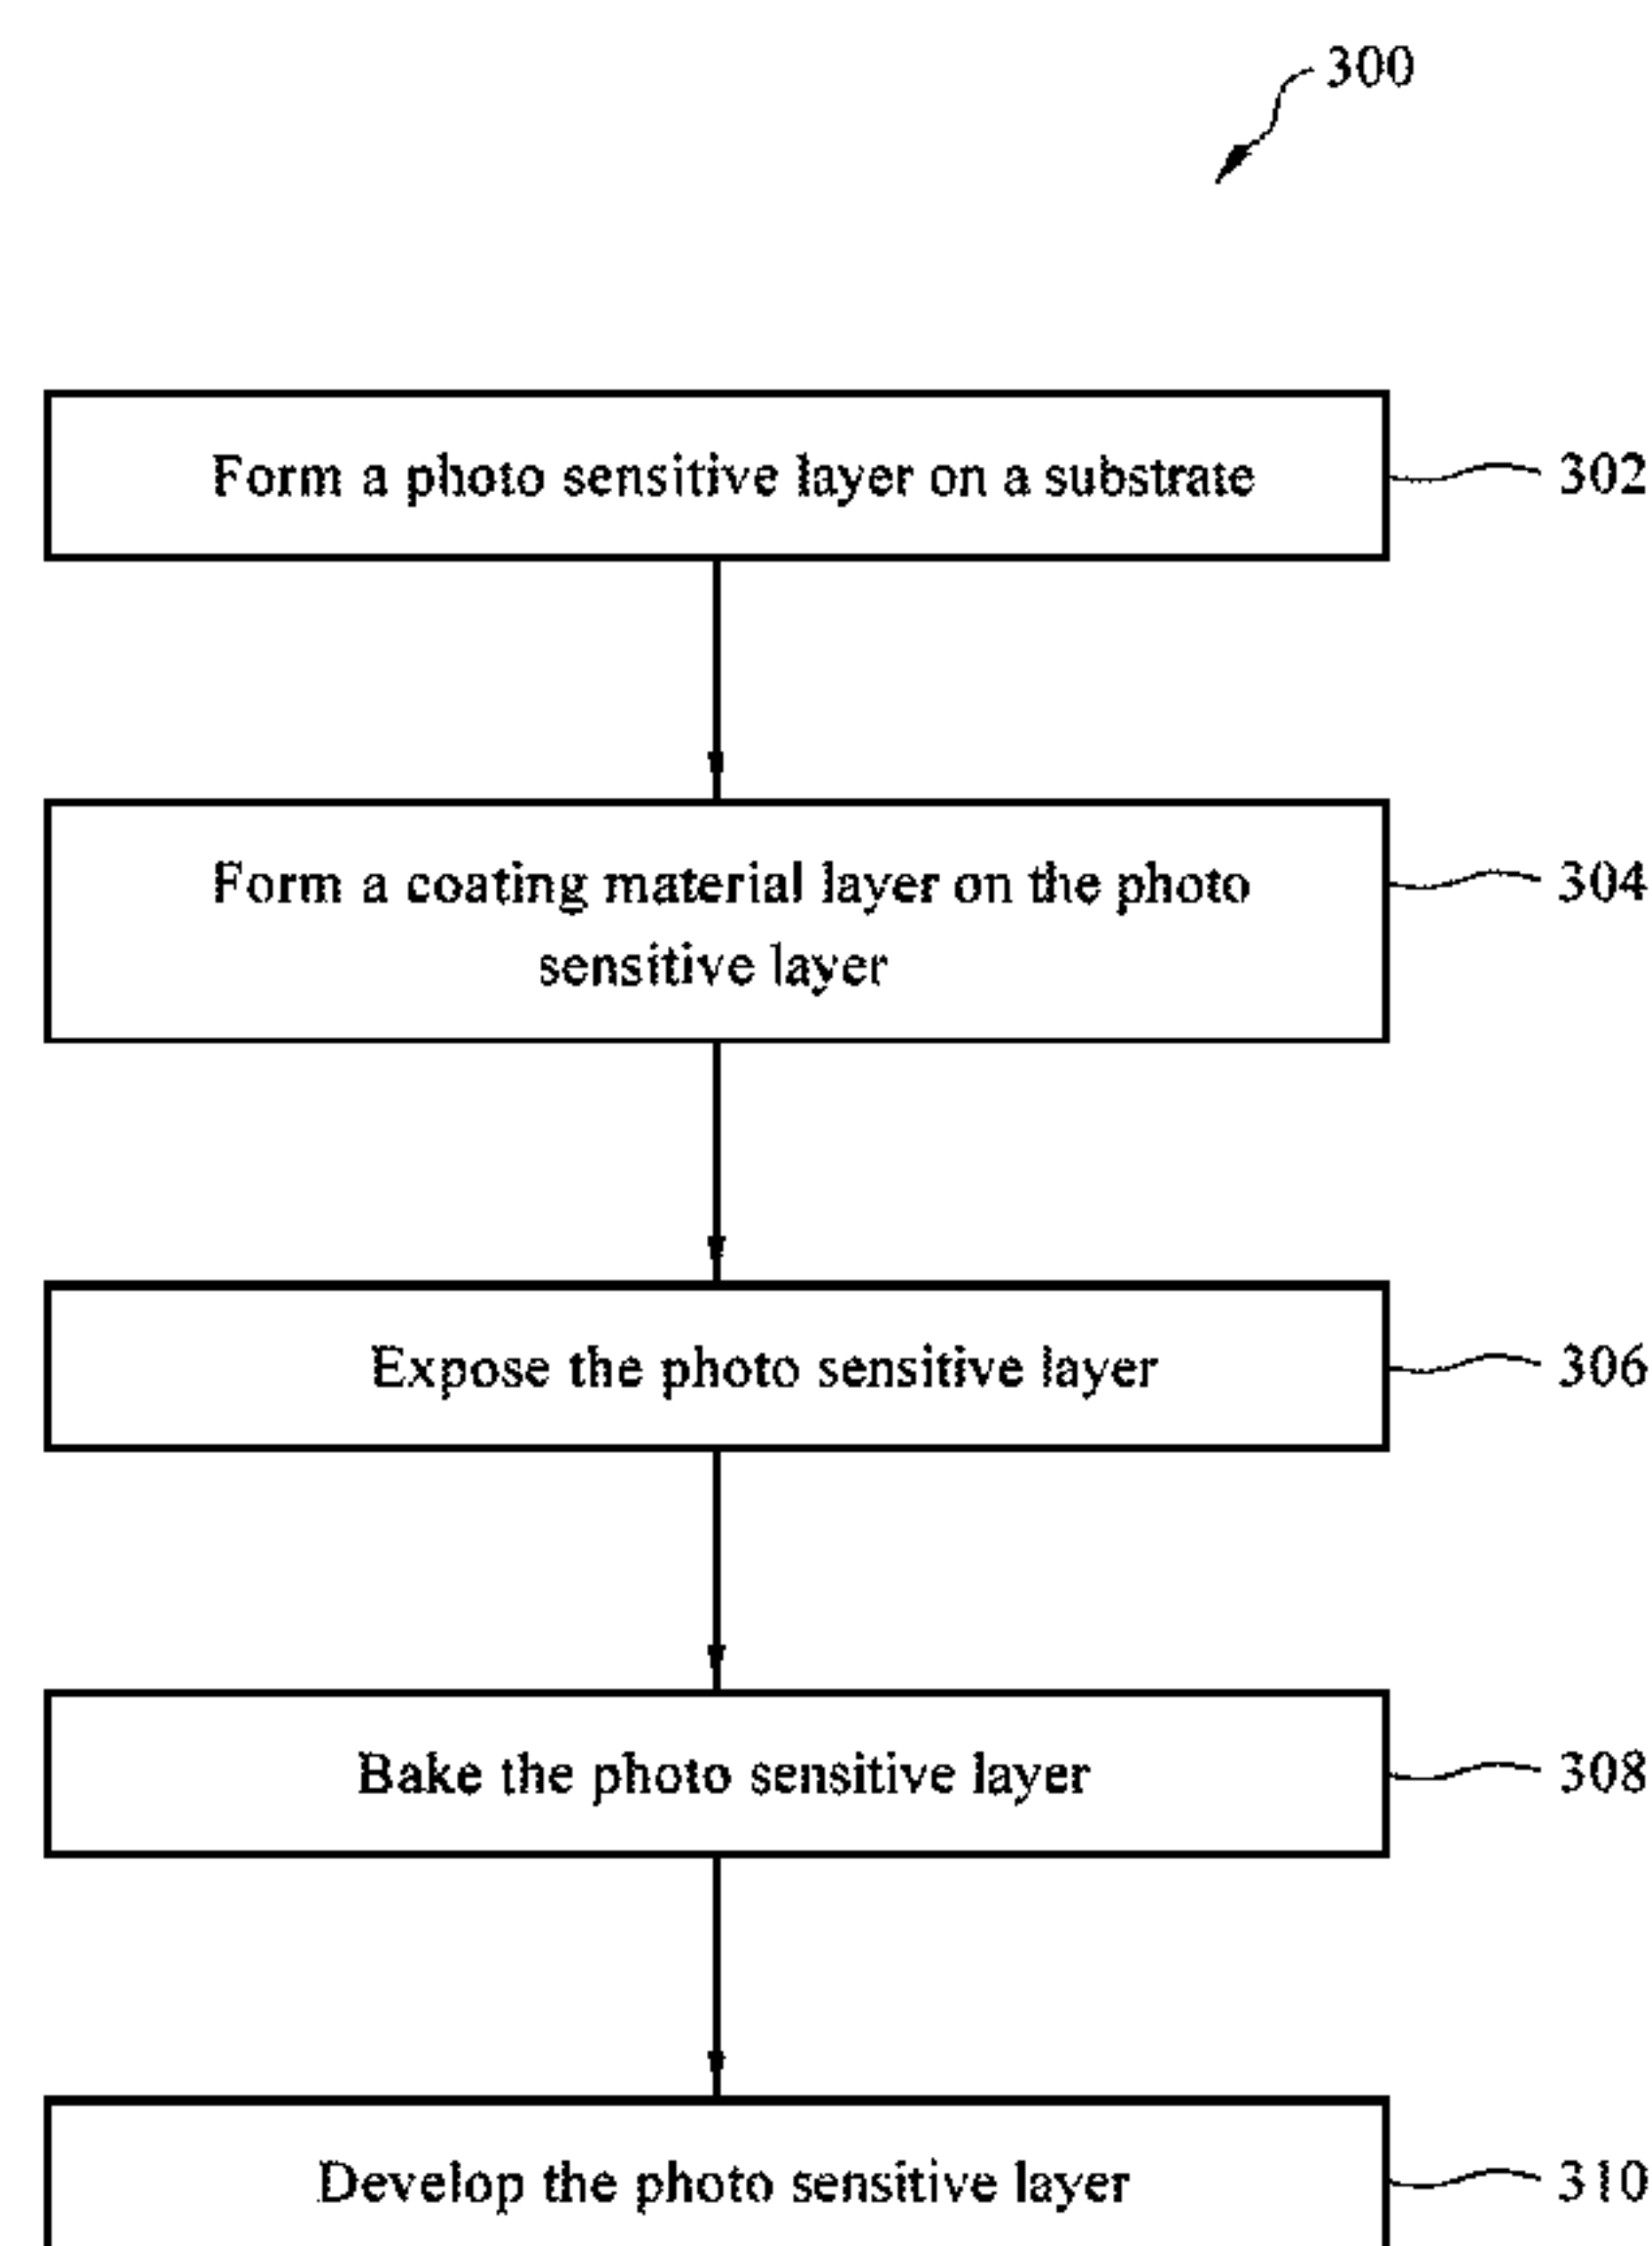 300
Form a photo sensitive layer on a substrate
302
Form a coating material layer on the photo
sensitive layer
304
Expose the photo sensitive layer
306
Bake the photo sensitive layer
308
Develop the photo sensitive layer
310